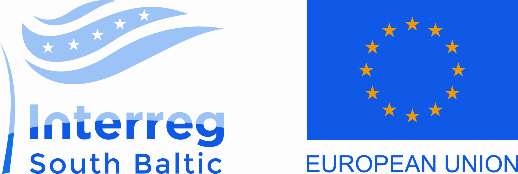 Interreg
South Baltic
EUROPEAN UNION